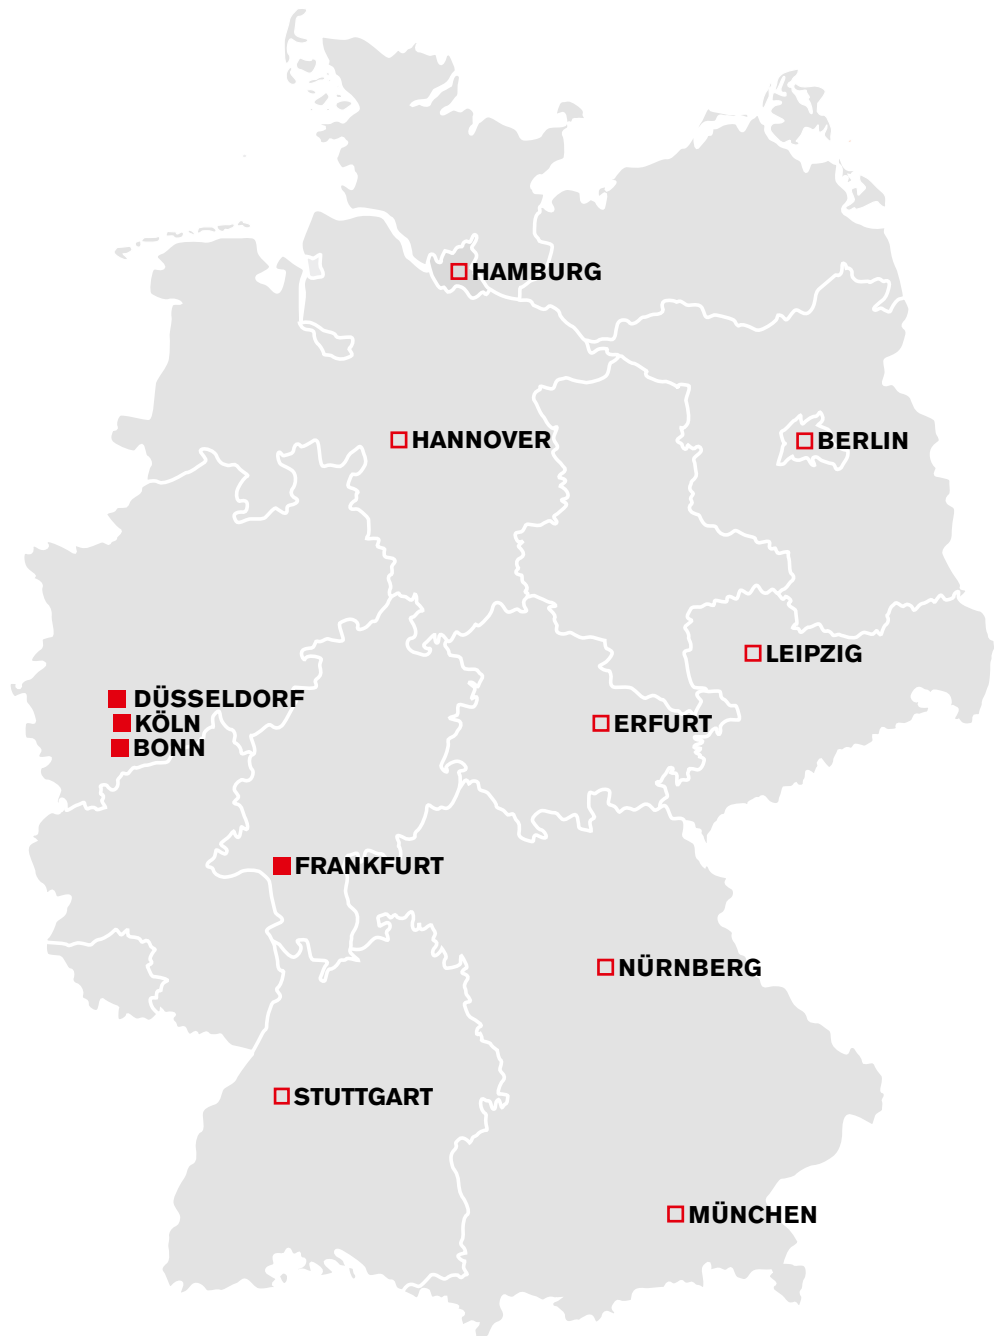 HAMBURG
HANNOVER
BERLIN
LEIPZIG
DÜSSELDORF
KÖLN
ERFURT
BONN
FRANKFURT
NÜRNBERG
STUTTGART
MÜNCHEN